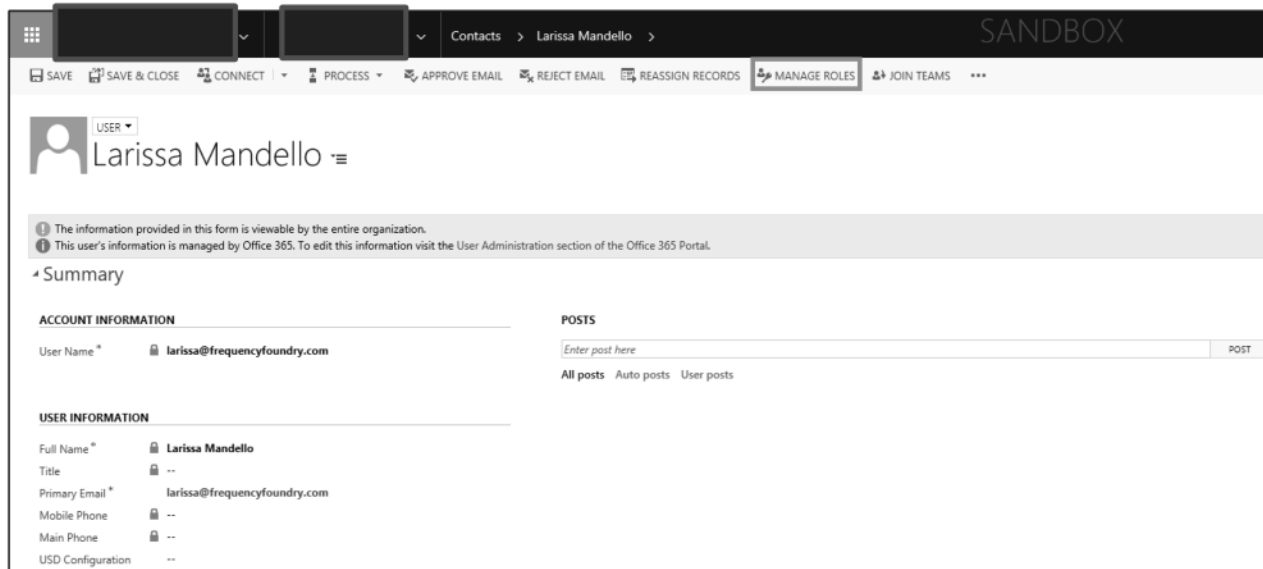 Contacts > Larissa Mandello > SANDBOX
SAVE SAVE & CLOSE CONNECT PROCESS APPROVE EMAIL REJECT EMAIL REASSIGN RECORDS MANAGE ROLES JOIN TEAMS •••
USER
Larissa Mandello
The information provided in this form is viewable by the entire organization.
This user's information is managed by Office 365. To edit this information visit the User Administration section of the Office 365 Portal.
Summary
ACCOUNT INFORMATION
User Name* larissa@frequencyfoundry.com
POSTS
Enter post here POST
All posts Auto posts User posts
USER INFORMATION
Full Name* Larissa Mandello
Title --
Primary Email* larissa@frequencyfoundry.com
Mobile Phone --
Main Phone --
USD Configuration --